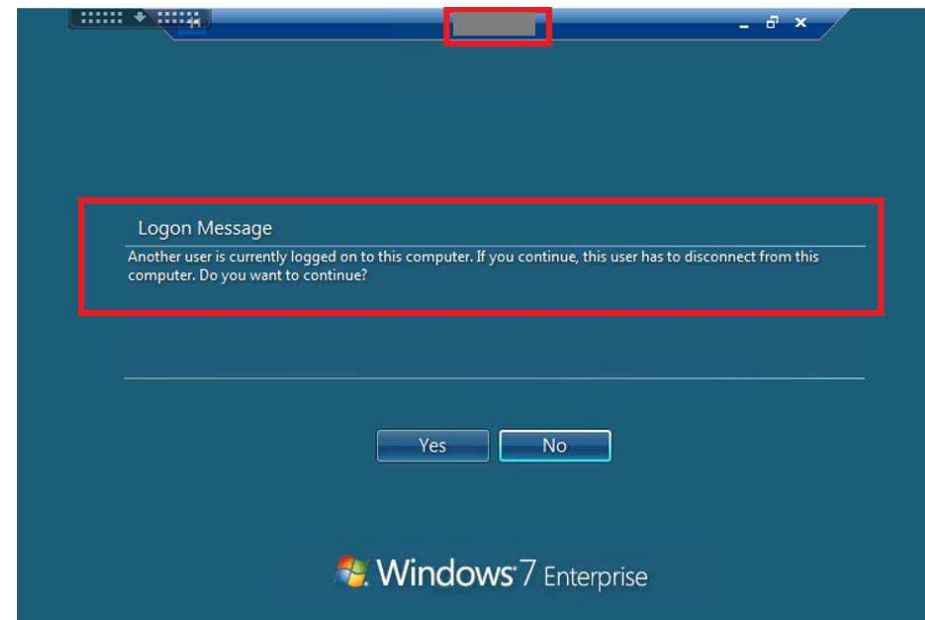 Logon Message
Another user is currently logged on to this computer. If you continue, this user has to disconnect from this
computer. Do you want to continue?
Yes No
Windows 7 Enterprise